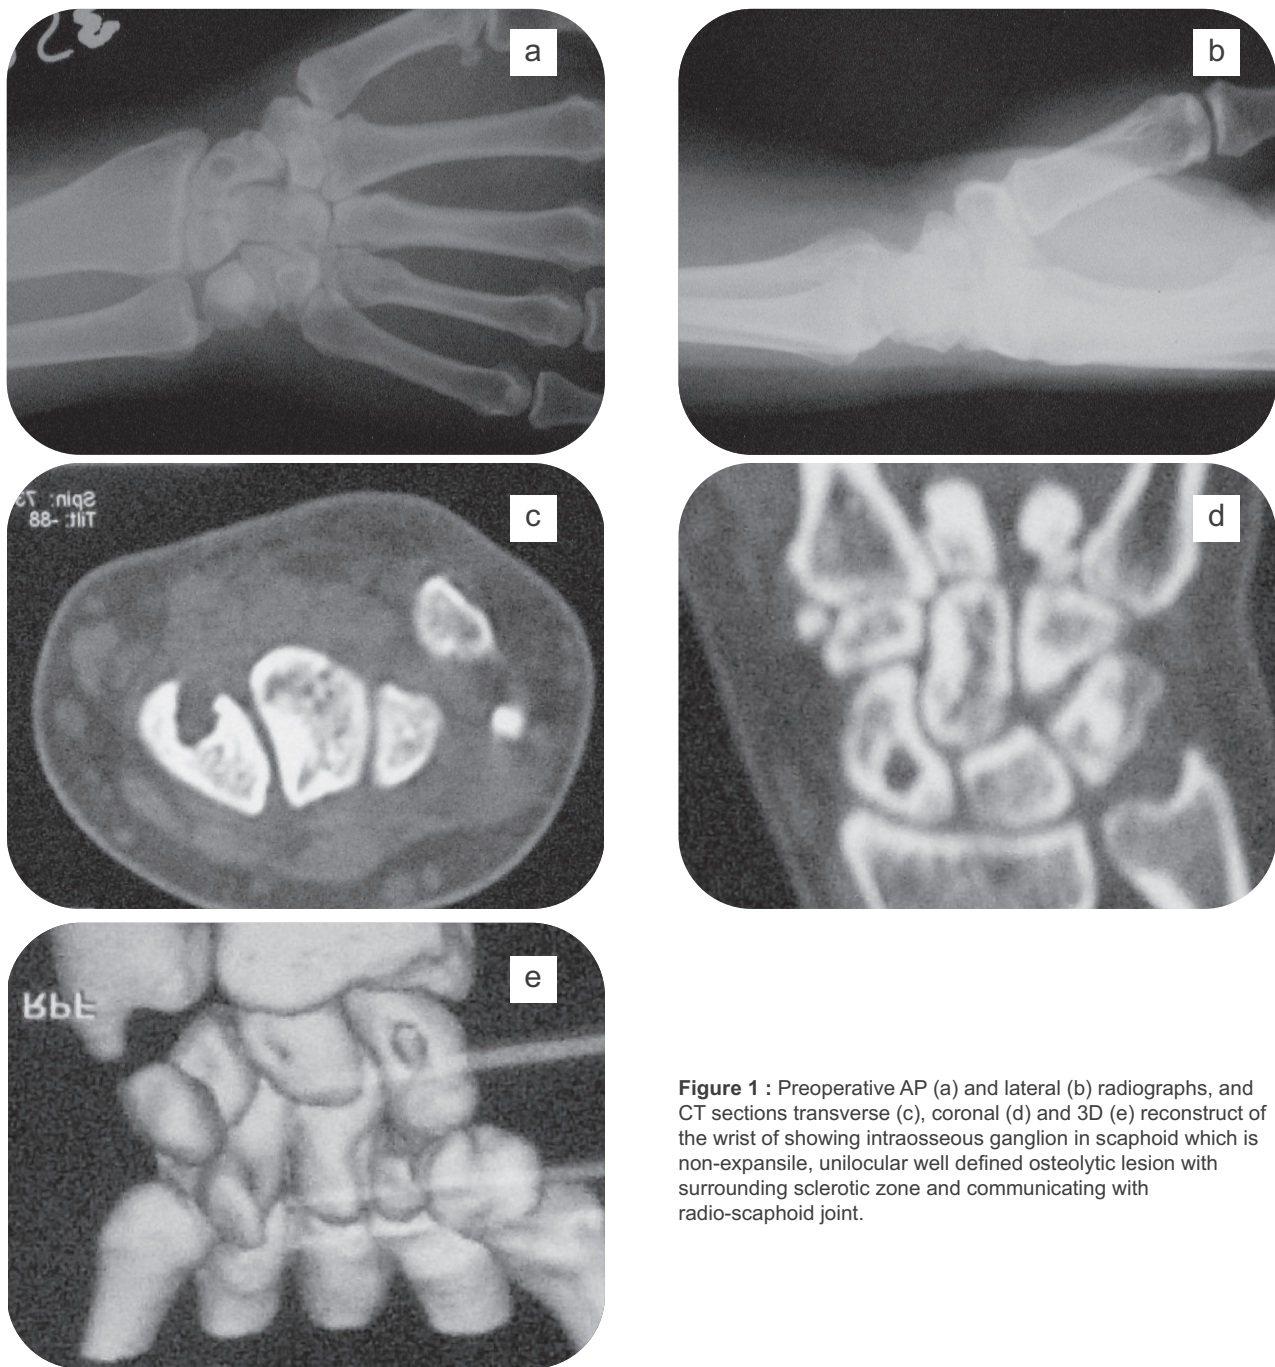 a
b
Spin: 73
Tilt: -88
c
d
e
RPF
Figure 1 : Preoperative AP (a) and lateral (b) radiographs, and
CT sections transverse (c), coronal (d) and 3D (e) reconstruct of
the wrist of showing intraosseous ganglion in scaphoid which is
non-expansile, unilocular well defined osteolytic lesion with
surrounding sclerotic zone and communicating with
radio-scaphoid joint.